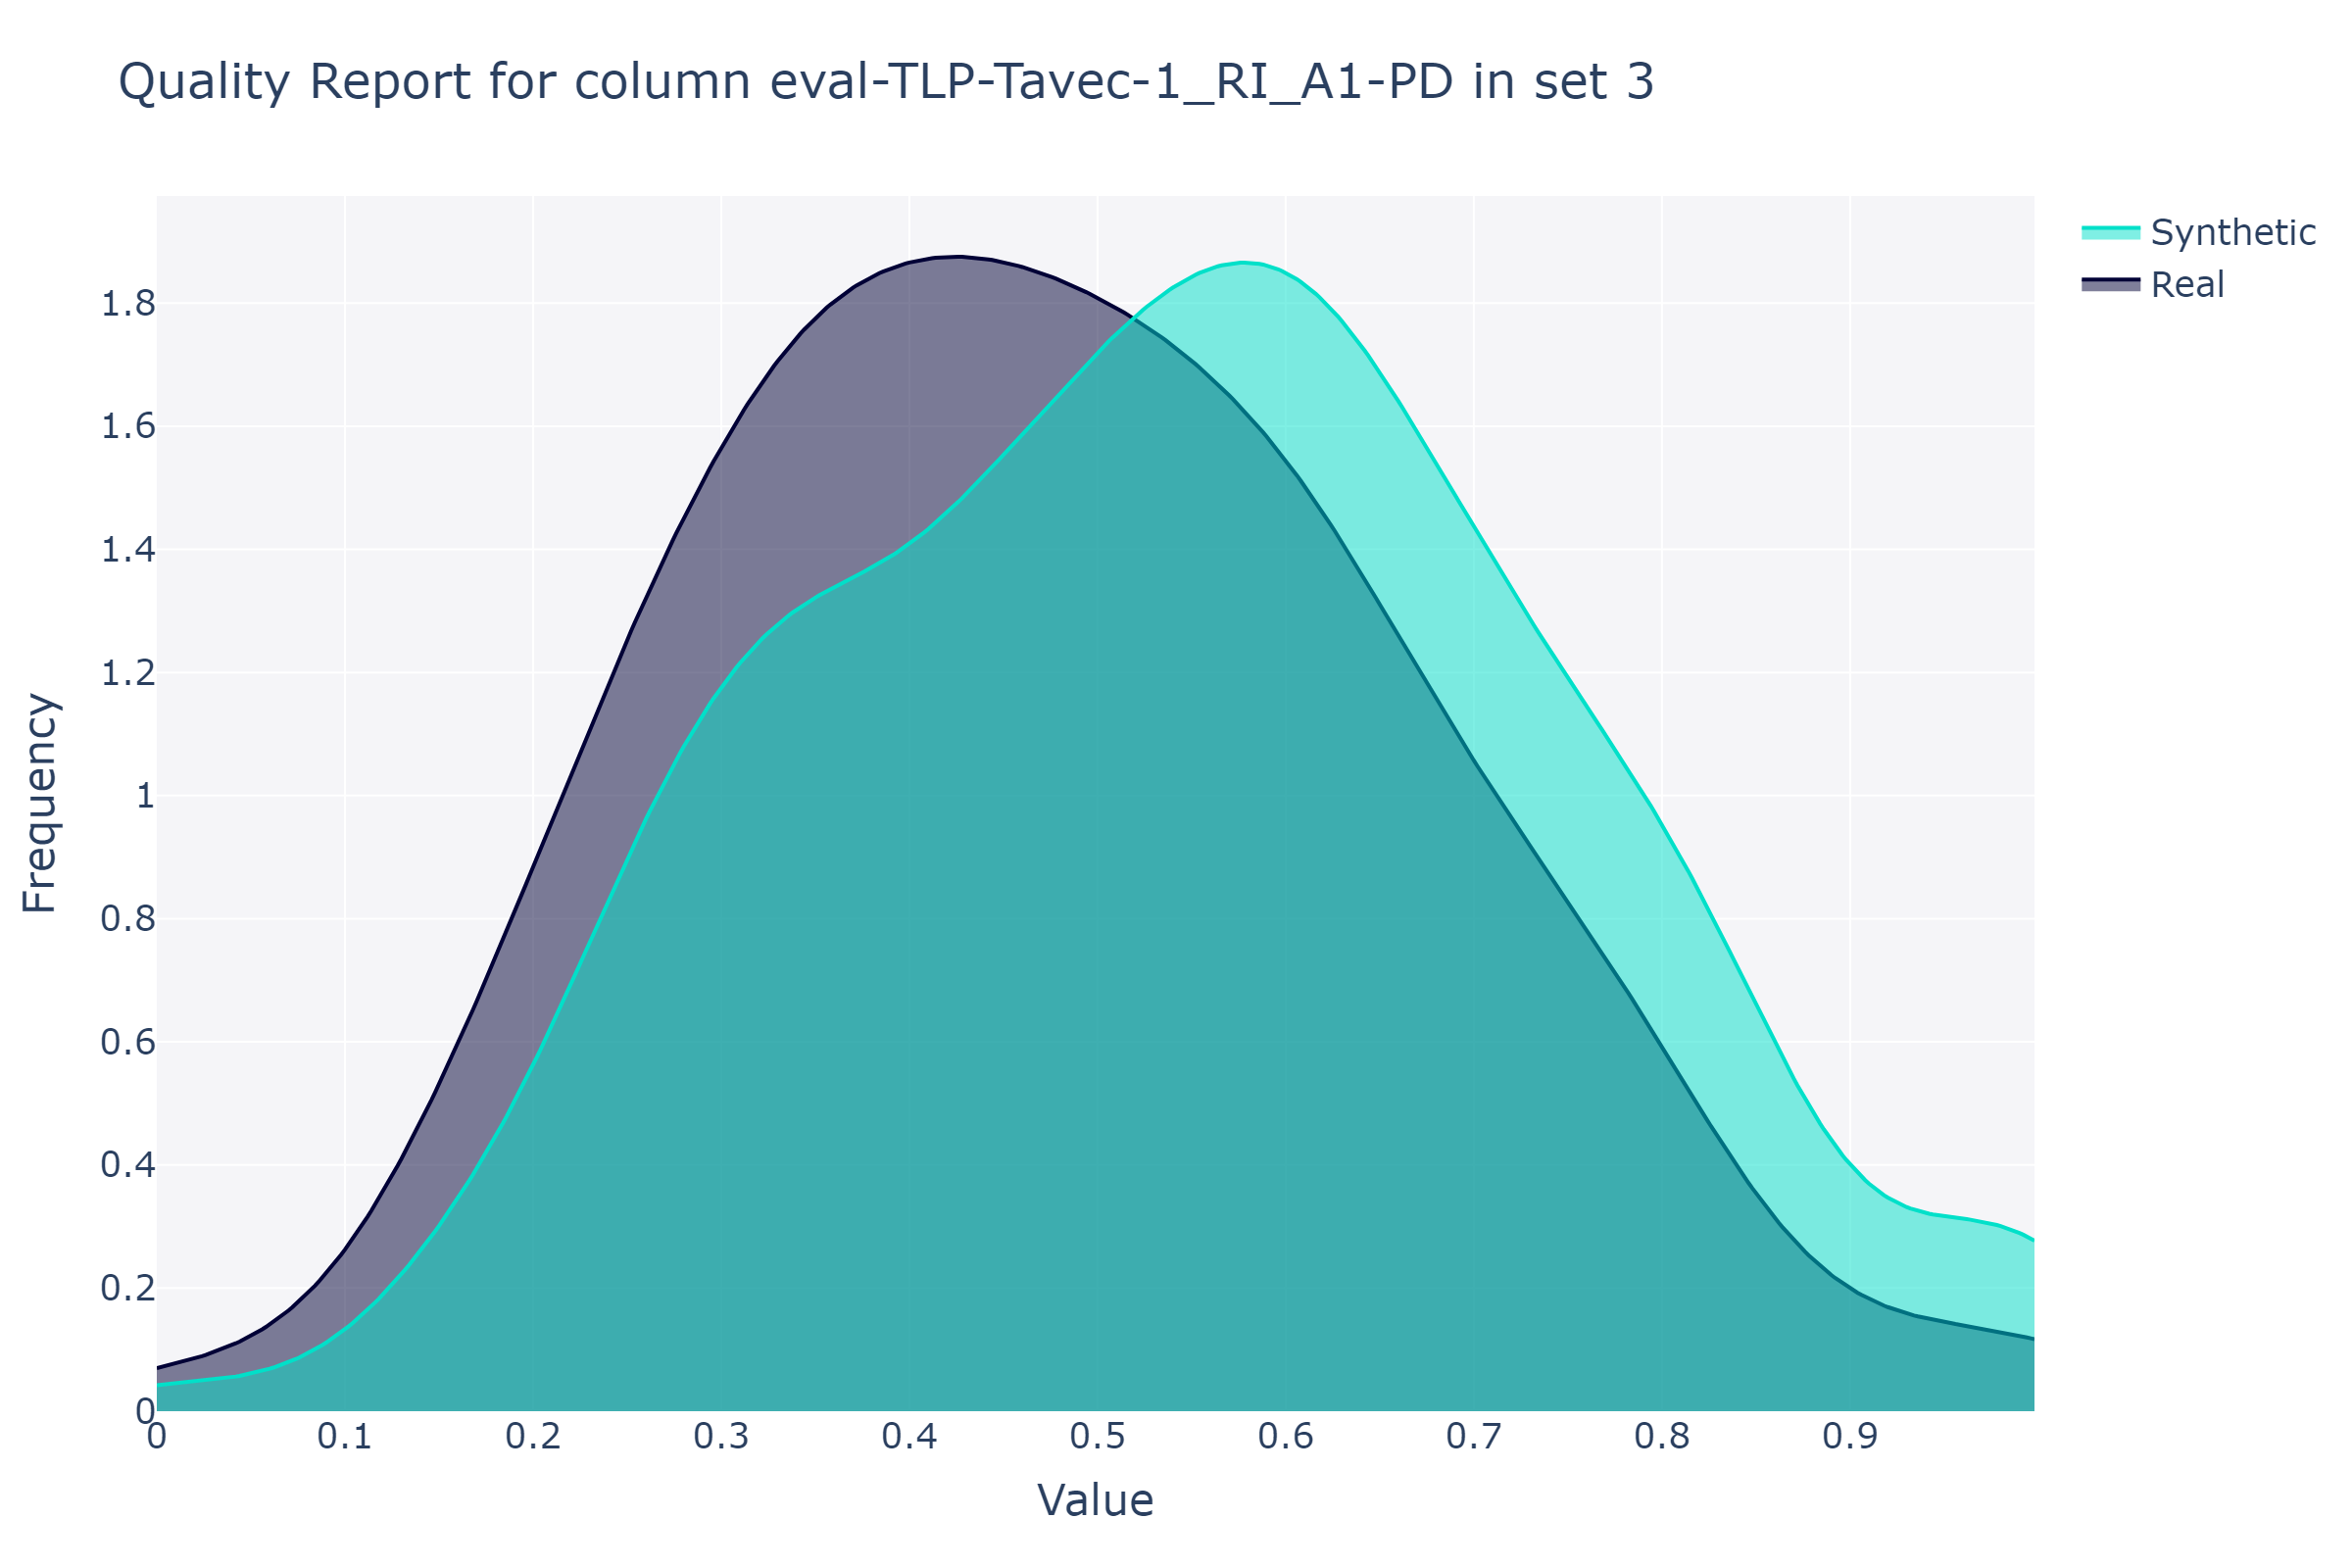 Quality Report for column eval-TLP-Tavec-1_RI_A1-PD in set 3
Synthetic
Real
Frequency
1.8
1.6
1.4
1.2
1
0.8
0.6
0.4
0.2
0
0 0.1 0.2 0.3 0.4 0.5 0.6 0.7 0.8 0.9
Value